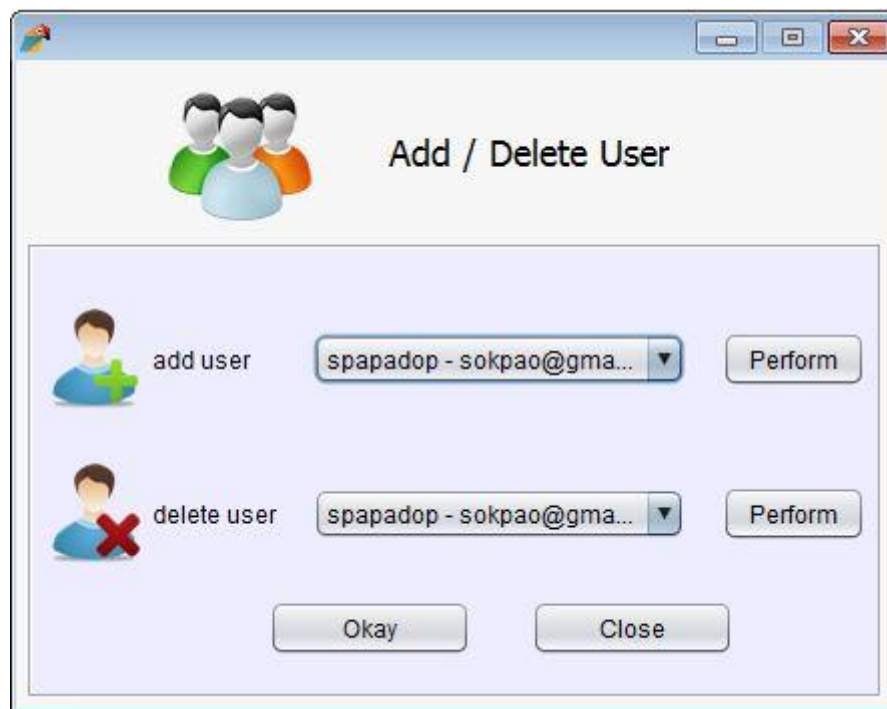 Add / Delete User
add user
spapadop - sokpao@gma...
Perform
delete user
spapadop - sokpao@gma...
Perform
Okay
Close